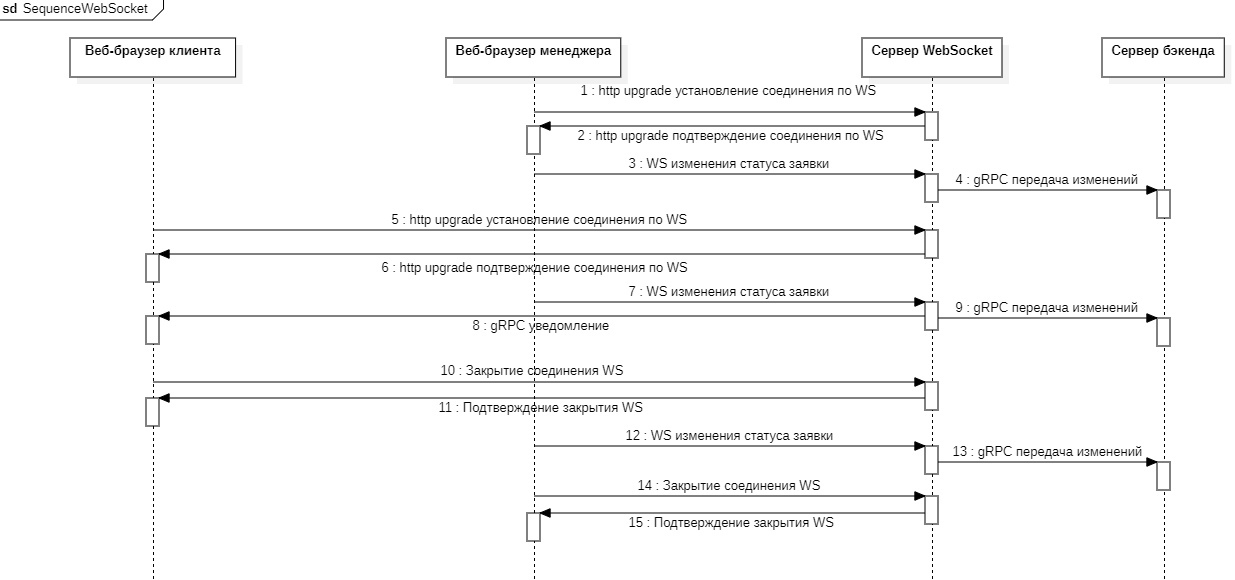 sd SequenceWebSocket
Веб-браузер клиента
Веб-браузер менеджера
Сервер WebSocket
Сервер бэкенда
1 : http upgrade установление соединения по WS
2 : http upgrade подтверждение соединения по WS
3 : WS изменения статуса заявки
4 : gRPC передача изменений
5 : http upgrade установление соединения по WS
6 : http upgrade подтверждение соединения по WS
7 : WS изменения статуса заявки
9 : gRPC передача изменений
8 : gRPC уведомление
10 : Закрытие соединения WS
11 : Подтверждение закрытия WS
12 : WS изменения статуса заявки
13 : gRPC передача изменений
14 : Закрытие соединения WS
15 : Подтверждение закрытия WS